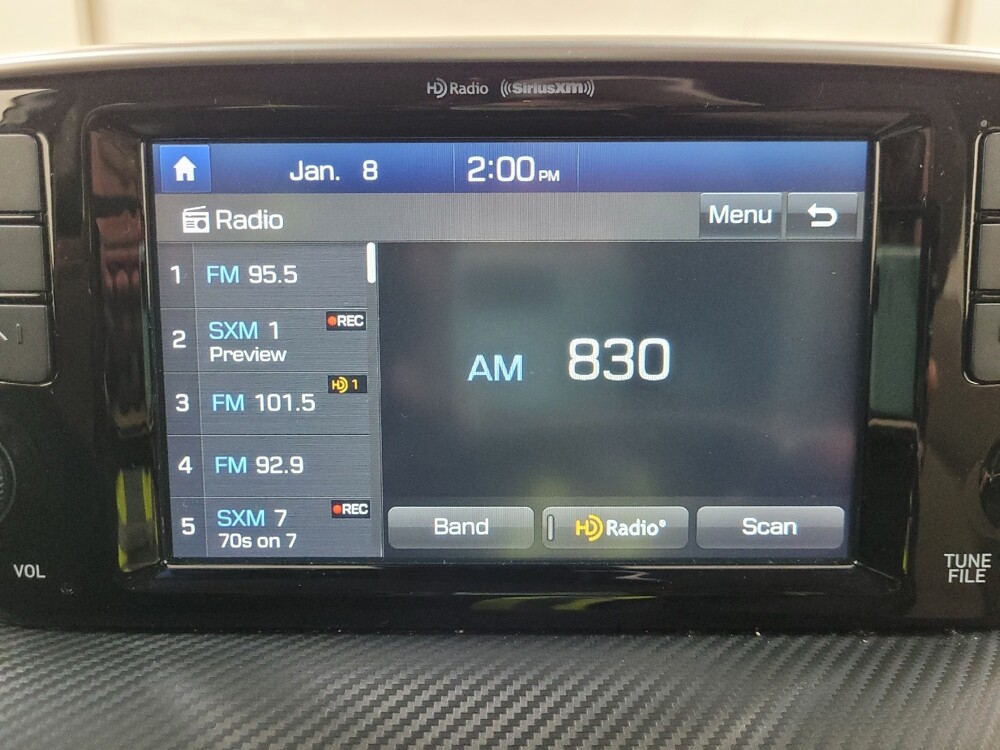 HD Radio ((SiriusXM))
Jan. 8 2:00 PM
Radio Menu
1 FM 95.5
2 SXM 1 REC
Preview
3 FM 101.5 HD 1
AM 830
4 FM 92.9
5 SXM 7 REC
70s on 7
Band HD Radio® Scan
VOL
TUNE
FILE